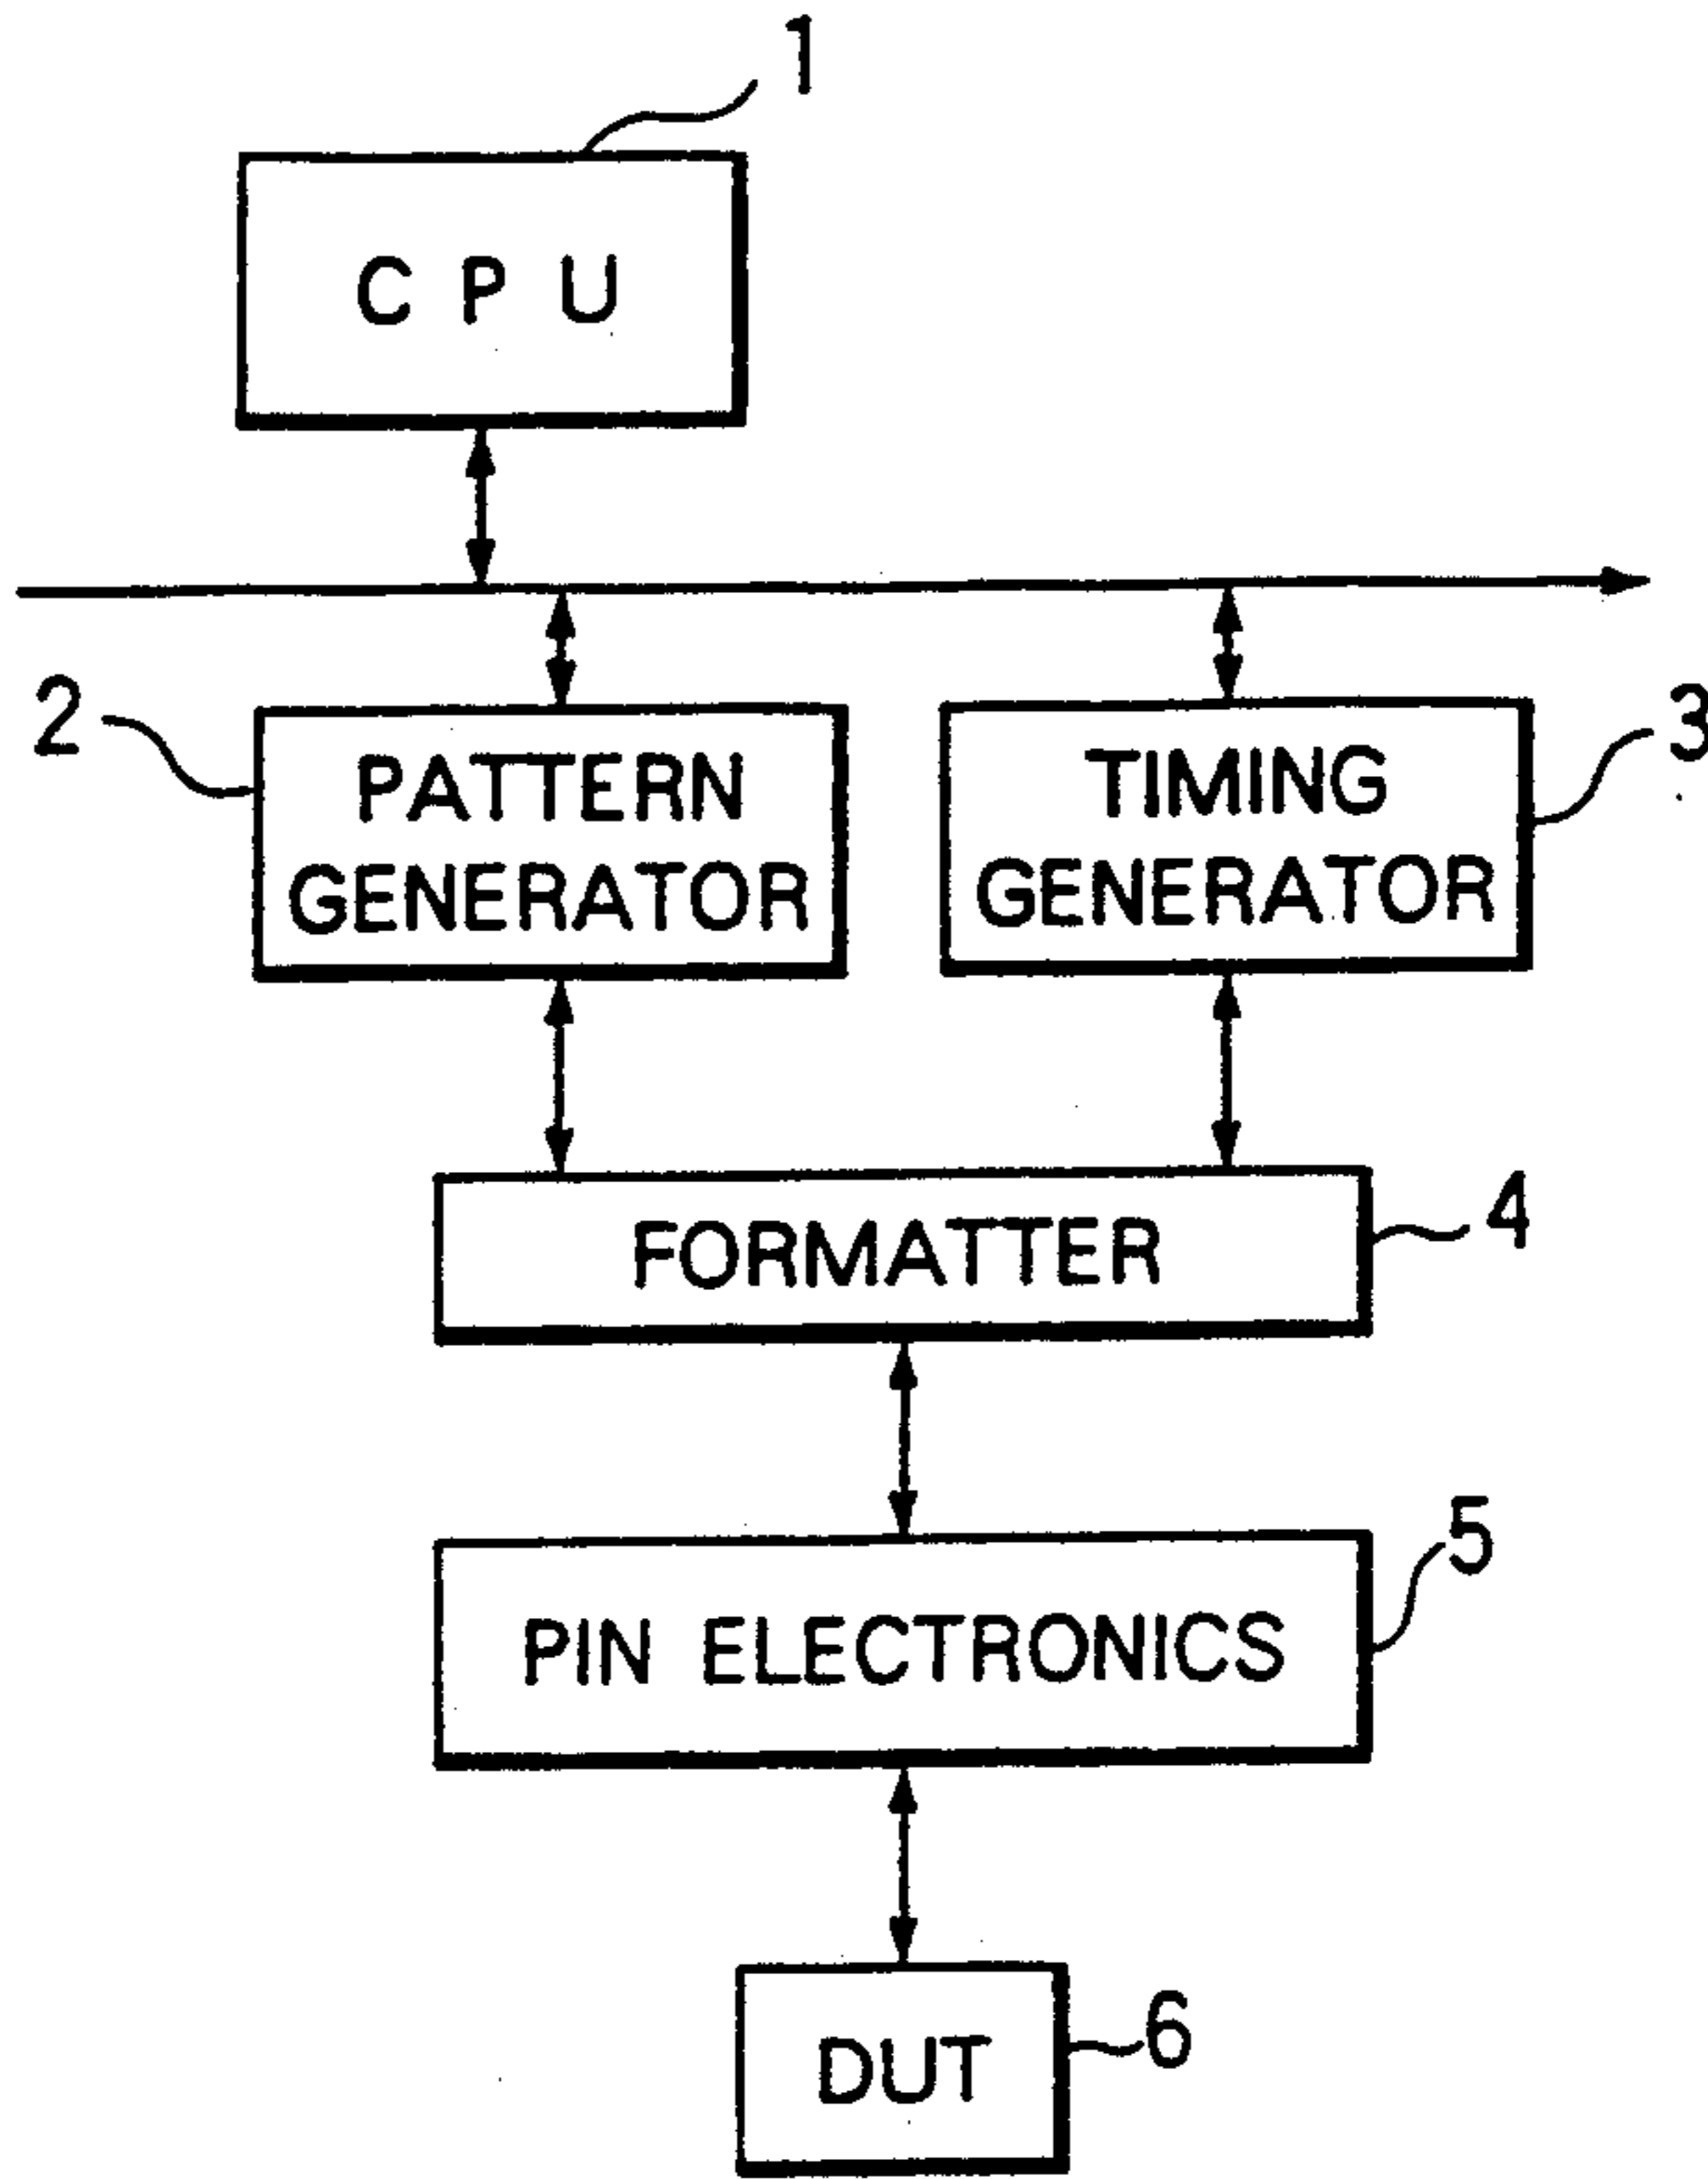 1
C P U
2
PATTERN
GENERATOR
TIMING
GENERATOR
3
FORMATTER
4
PIN ELECTRONICS
5
DUT
6